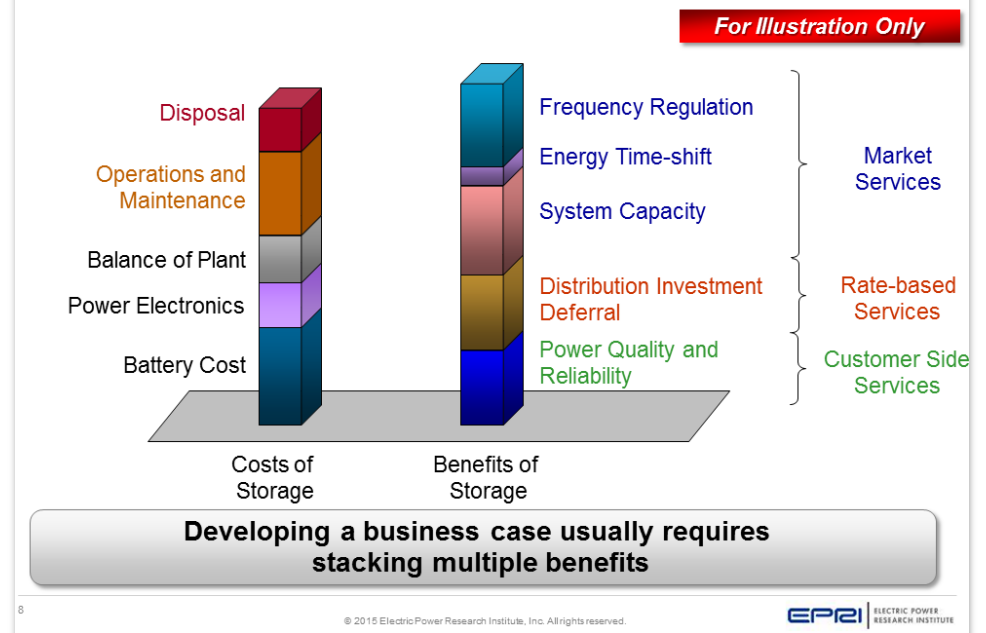 For Illustration Only
Disposal
Operations and
Maintenance
Balance of Plant
Power Electronics
Battery Cost
Frequency Regulation
Energy Time-shift
System Capacity
Distribution Investment
Deferral
Power Quality and
Reliability
Market
Services
Rate-based
Services
Customer Side
Services
Costs of
Storage
Benefits of
Storage
Developing a business case usually requires
stacking multiple benefits
8
© 2015 Electric Power Research Institute, Inc. All rights reserved.
EPRI
ELECTRIC POWER
RESEARCH INSTITUTE